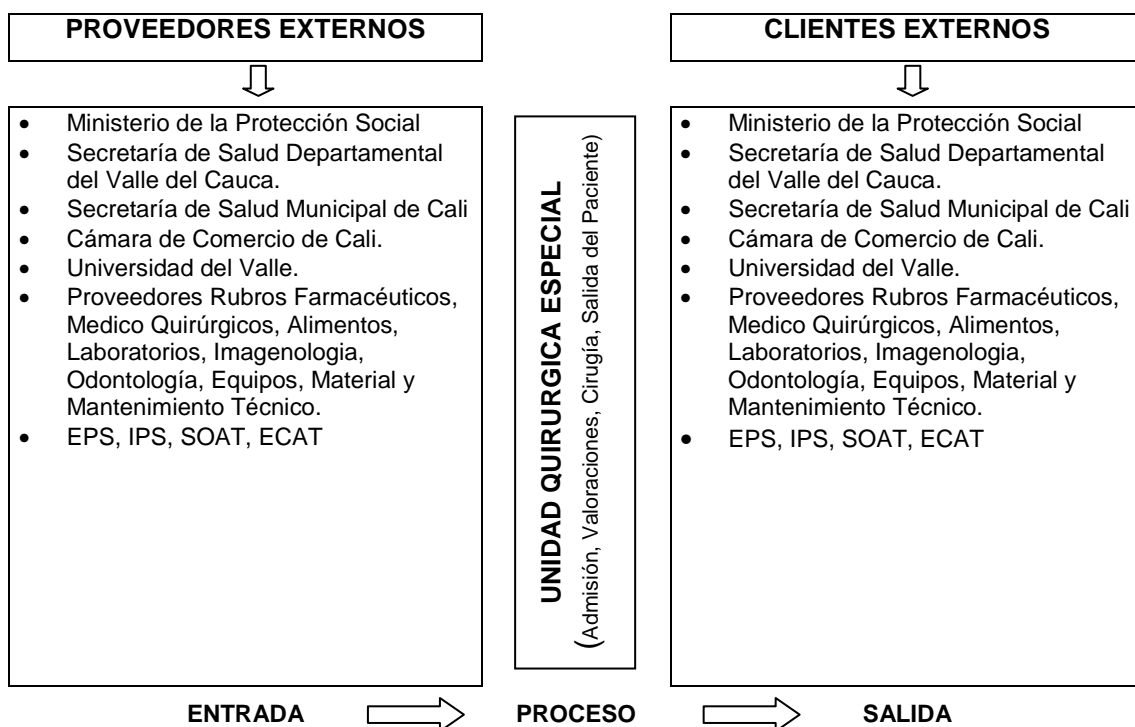 PROVEEDORES EXTERNOS
• Ministerio de la Protección Social
• Secretaría de Salud Departamental
del Valle del Cauca.
• Secretaría de Salud Municipal de Cali
• Cámara de Comercio de Cali.
• Universidad del Valle.
• Proveedores Rubros Farmacéuticos,
Medico Quirúrgicos, Alimentos,
Laboratorios, Imagenologia,
Odontología, Equipos, Material y
Mantenimiento Técnico.
• EPS, IPS, SOAT, ECAT
UNIDAD QUIRURGICA ESPECIAL
(Admisión, Valoraciones, Cirugía, Salida del Paciente)
CLIENTES EXTERNOS
• Ministerio de la Protección Social
• Secretaría de Salud Departamental
del Valle del Cauca.
• Secretaría de Salud Municipal de Cali
• Cámara de Comercio de Cali.
• Universidad del Valle.
• Proveedores Rubros Farmacéuticos,
Medico Quirúrgicos, Alimentos,
Laboratorios, Imagenologia,
Odontología, Equipos, Material y
Mantenimiento Técnico.
• EPS, IPS, SOAT, ECAT
ENTRADA PROCESO SALIDA